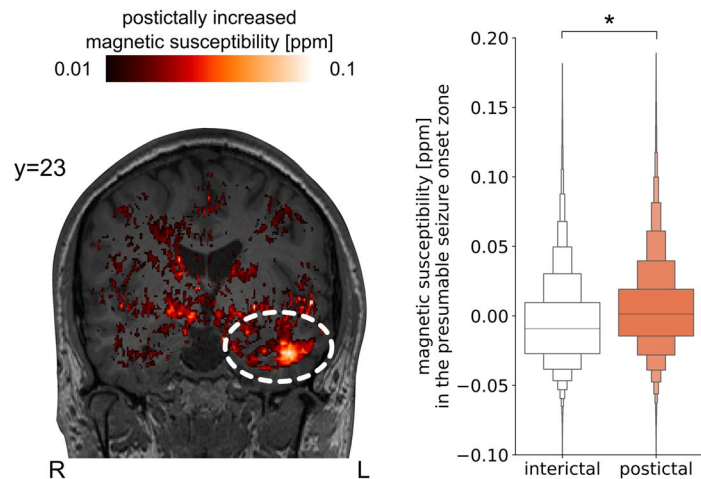 postictally increased
magnetic susceptibility [ppm]
0.01
0.1
y=23
R
L
magnetic susceptibility [ppm]
in the presumable seizure onset zone
0.20
0.15
0.10
0.05
0.00
−0.05
−0.10
*
interictal
postictal